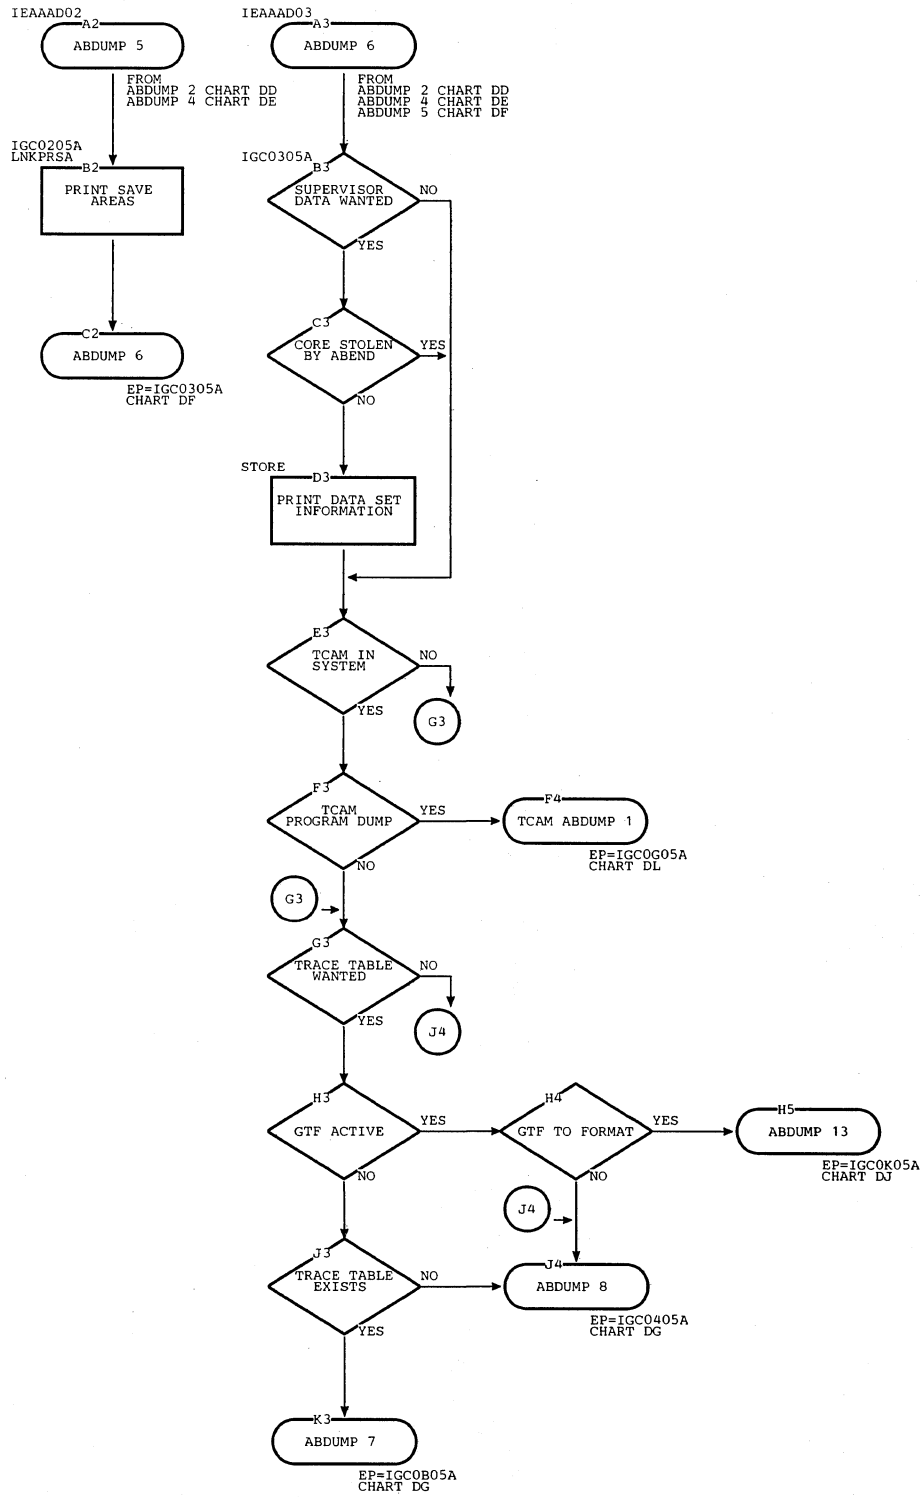 IEAAAD02
A2
ABDUMP 5
FROM
ABDUMP 2 CHART DD
ABDUMP 4 CHART DE
IGC0205A
LNKPRSA
B2
PRINT SAVE
AREAS
C2
ABDUMP 6
EP=IGC0305A
CHART DF
IEAAAD03
A3
ABDUMP 6
FROM
ABDUMP 2 CHART DD
ABDUMP 4 CHART DE
ABDUMP 5 CHART DF
IGC0305A
B3
SUPERVISOR
DATA WANTED
NO
YES
C3
CORE STOLEN
BY ABEND
YES
NO
STORE
D3
PRINT DATA SET
INFORMATION
E3
TCAM IN
SYSTEM
NO
G3
YES
F3
TCAM
PROGRAM DUMP
YES
F4
TCAM ABDUMP 1
EP=IGC0G05A
CHART DL
NO
G3
G3
TRACE TABLE
WANTED
NO
J4
YES
H3
GTF ACTIVE
YES
H4
GTF TO FORMAT
YES
H5
ABDUMP 13
EP=IGC0K05A
CHART DJ
NO
NO
J4
J3
TRACE TABLE
EXISTS
NO
J4
ABDUMP 8
EP=IGC0405A
CHART DG
YES
K3
ABDUMP 7
EP=IGC0B05A
CHART DG